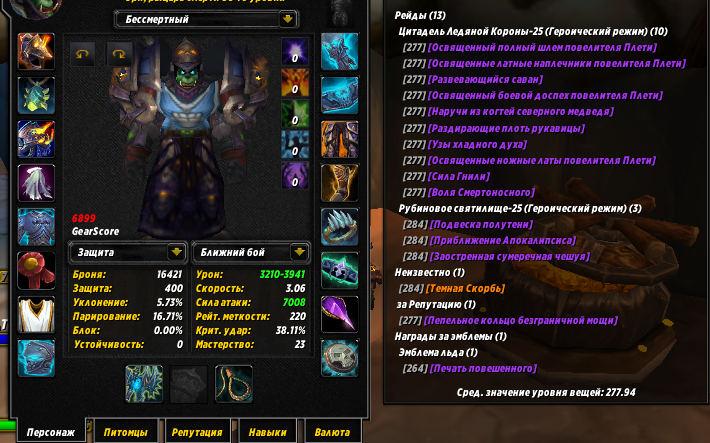 Бессмертный
0
0
0
0
0
6899
GearScore
Защита
Ближний бой
Броня: 16421
Защита: 400
Уклонение: 5.73%
Парирование: 16.71%
Блок: 0.00%
Устойчивость: 0
Урон: 3210-3941
Скорость: 3.06
Сила атаки: 7008
Рейт. меткости: 220
Крит. удар: 38.11%
Мастерство: 23
Персонаж
Питомцы
Репутация
Навыки
Валюта
Рейды (13)
Цитадель Ледяной Короны-25 (Героический режим) (10)
[277] [Освященный полный шлем повелителя Плети]
[277] [Освященные латные наплечники повелителя Плети]
[277] [Развевающийся саван]
[277] [Освященный боевой доспех повелителя Плети]
[277] [Наручи из когтей северного медведя]
[277] [Раздирающие плоть рукавицы]
[277] [Узы хладного духа]
[277] [Освященные ножные латы повелителя Плети]
[277] [Сила Гнили]
[277] [Воля Смертоносного]
Рубиновое святилище-25 (Героический режим) (3)
[284] [Подвеска полутени]
[284] [Приближение Апокалипсиса]
[284] [Заостренная сумеречная чешуя]
Неизвестно (1)
[284] [Темная Скорбь]
за Репутацию (1)
[277] [Пепельное кольцо безграничной мощи]
Награды за эмблемы (1)
Эмблема льда (1)
[264] [Печать повешенного]
Сред. значение уровня вещей: 277.94